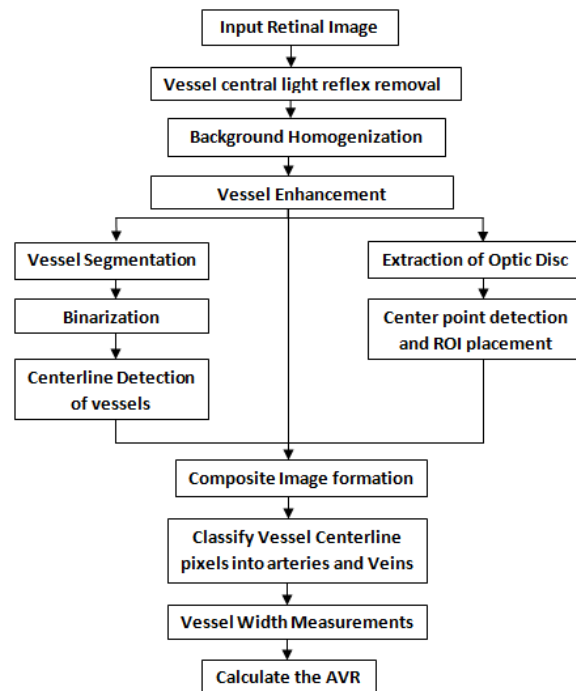 Input Retinal Image
Vessel central light reflex removal
Background Homogenization
Vessel Enhancement
Vessel Segmentation
Binarization
Centerline Detection
of vessels
Extraction of Optic Disc
Center point detection
and ROI placement
Composite Image formation
Classify Vessel Centerline
pixels into arteries and Veins
Vessel Width Measurements
Calculate the AVR